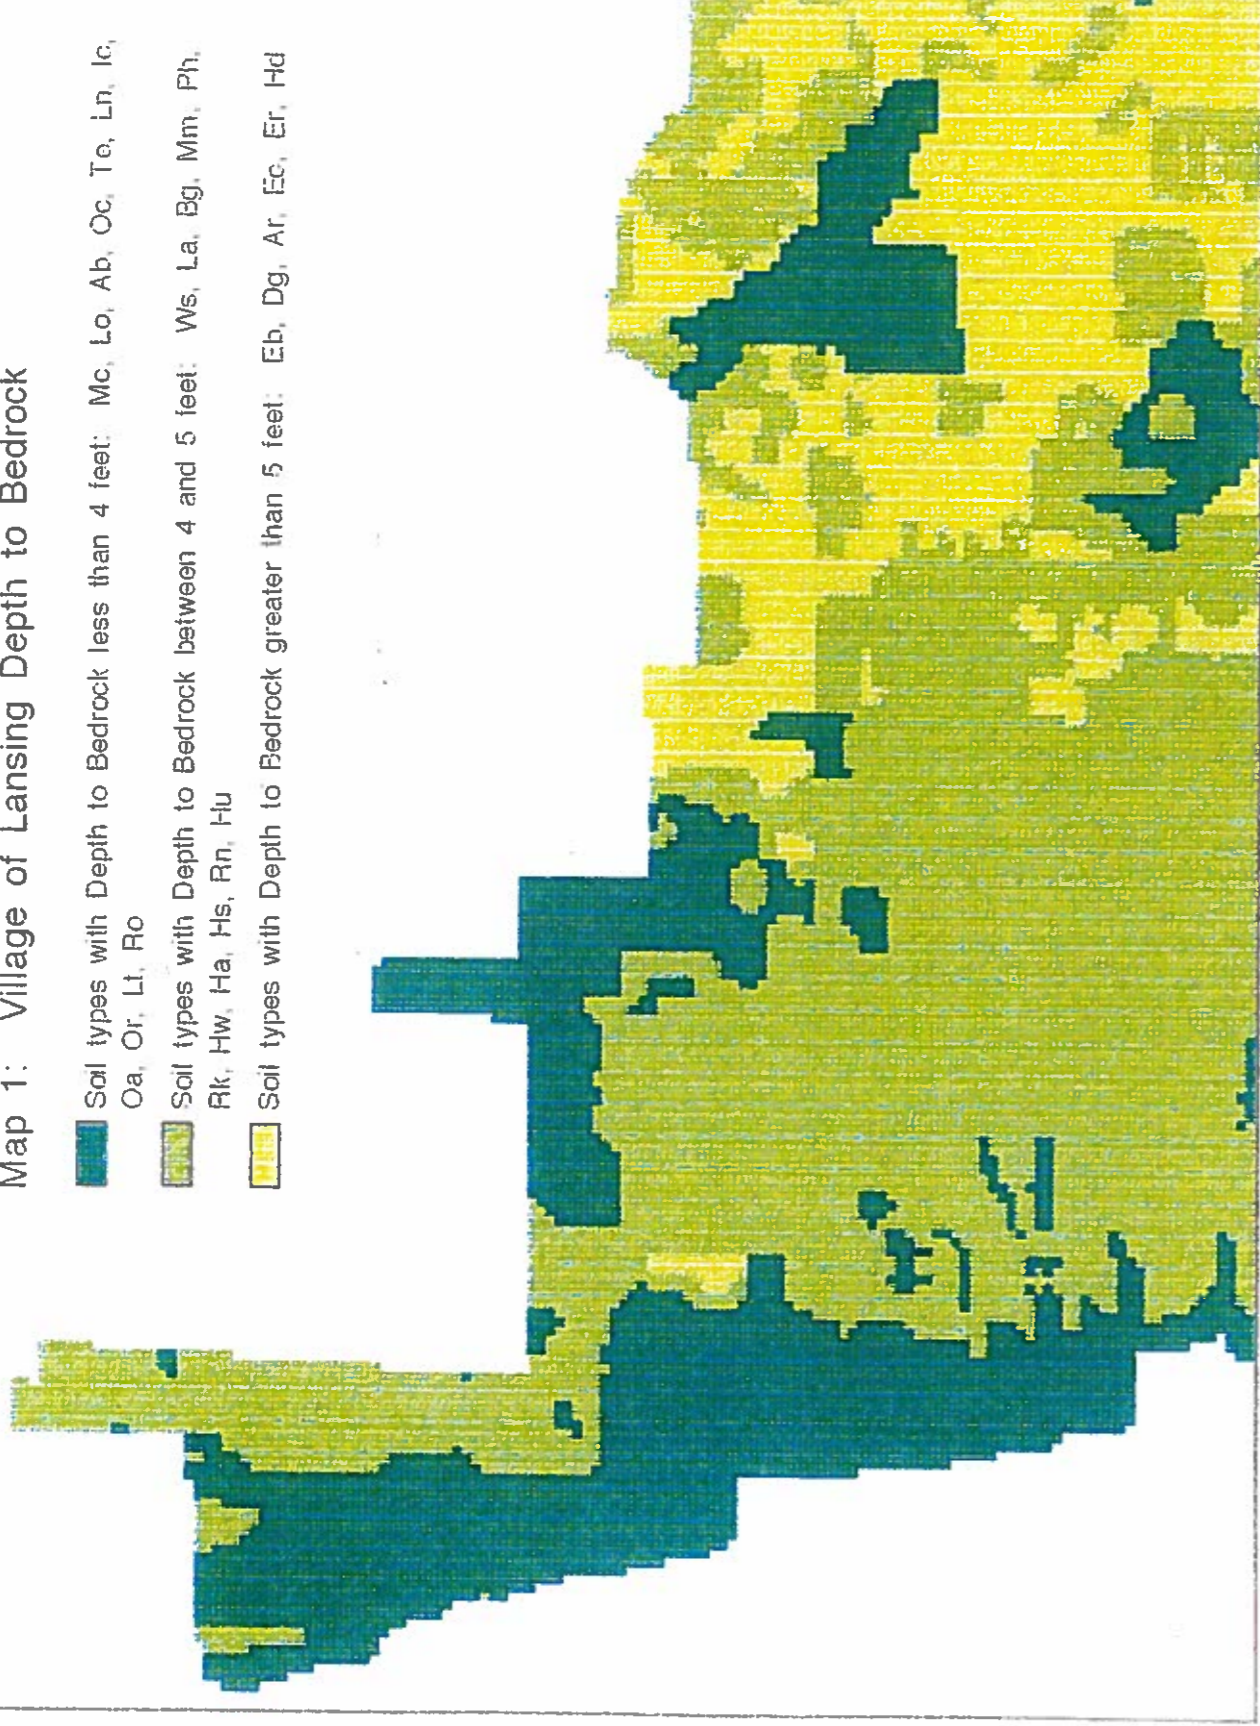 Map 1: Village of Lansing Depth to Bedrock
Soil types with Depth to Bedrock less than 4 feet: Mc, Lo, Ab, Oc, Te, Ln, Ic,
Oa, Or, Lt, Ro
Soil types with Depth to Bedrock between 4 and 5 feet: Ws, La, Bg, Mm, Ph,
Rk, Hw, Ha, Hs, Rn, Hu
Soil types with Depth to Bedrock greater than 5 feet: Eb, Dg, Ar, Ec, Er, Hd